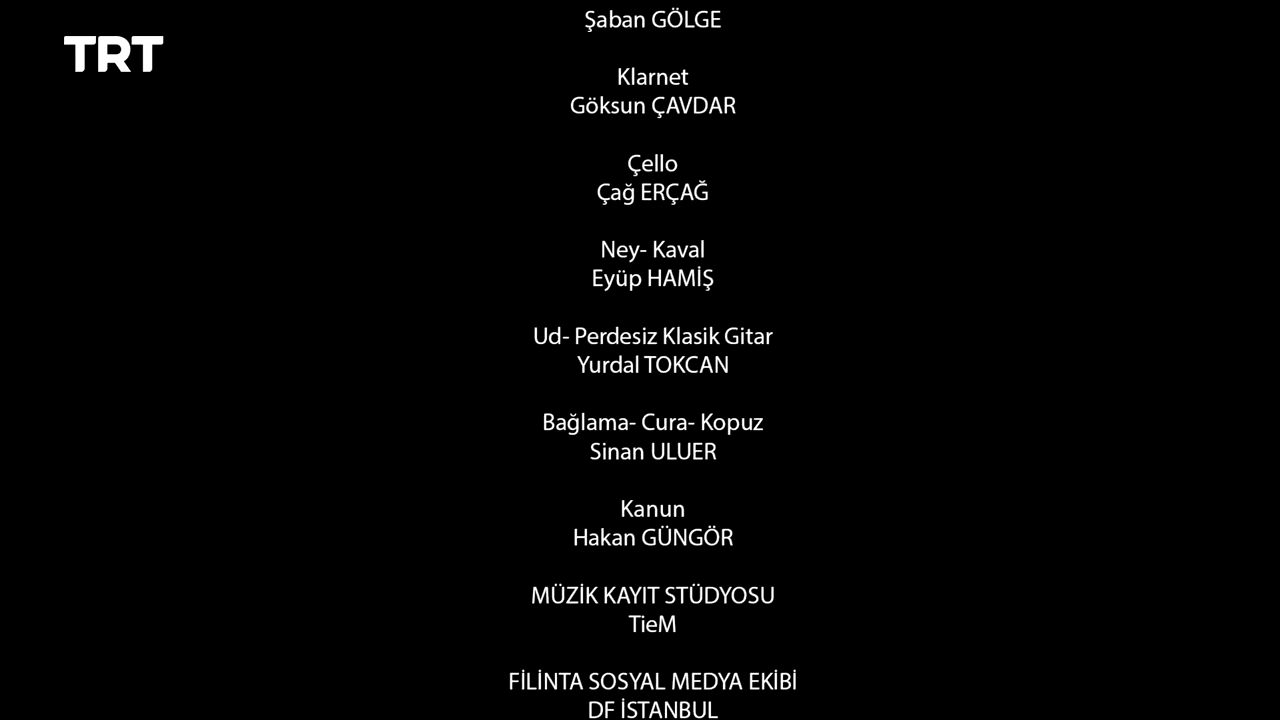 TRT
Şaban GÖLGE
Klarnet
Göksun ÇAVDAR
Çello
Çağ ERÇAĞ
Ney- Kaval
Eyüp HAMİŞ
Ud- Perdesiz Klasik Gitar
Yurdal TOKCAN
Bağlama- Cura- Kopuz
Sinan ULUER
Kanun
Hakan GÜNGÖR
MÜZİK KAYIT STÜDYOSU
TieM
FİLİNTA SOSYAL MEDYA EKİBİ
DF İSTANBUL